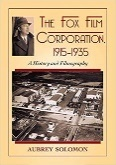 THE FOX FILM
CORPORATION,
1915–1935
A History and Filmography
AUBREY SOLOMON